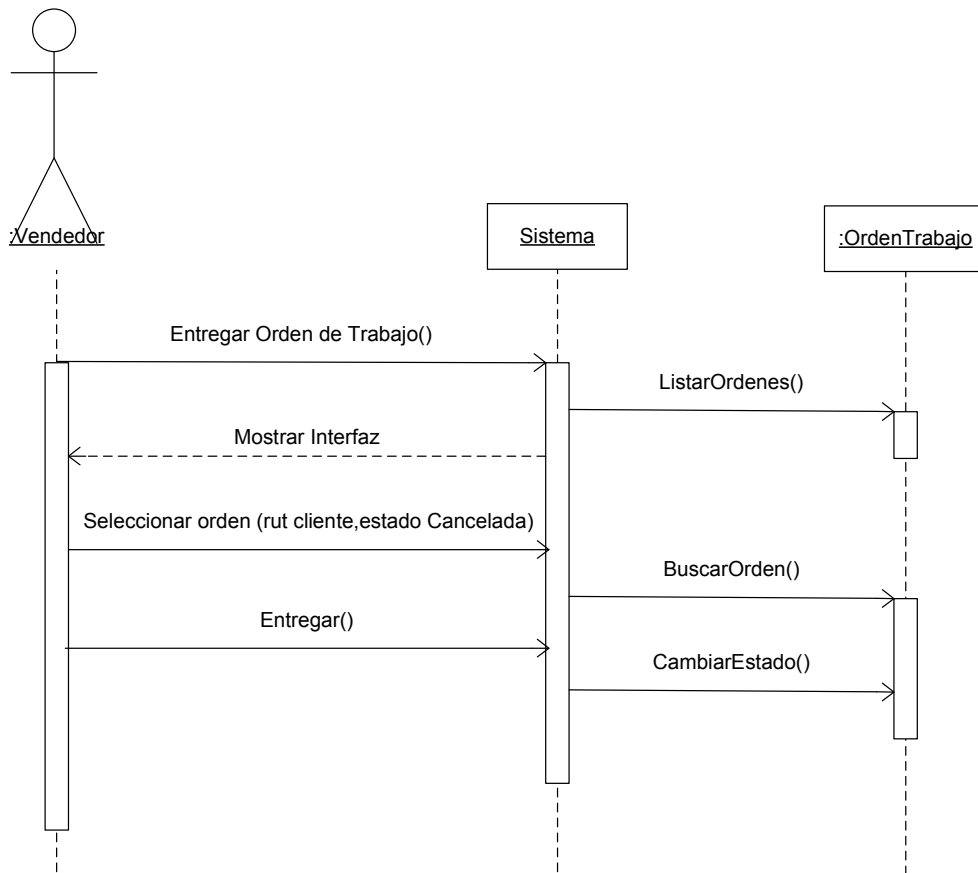 :Vendedor
Sistema
:OrdenTrabajo
Entregar Orden de Trabajo()
ListarOrdenes()
Mostrar Interfaz
Seleccionar orden (rut cliente,estado Cancelada)
BuscarOrden()
Entregar()
CambiarEstado()